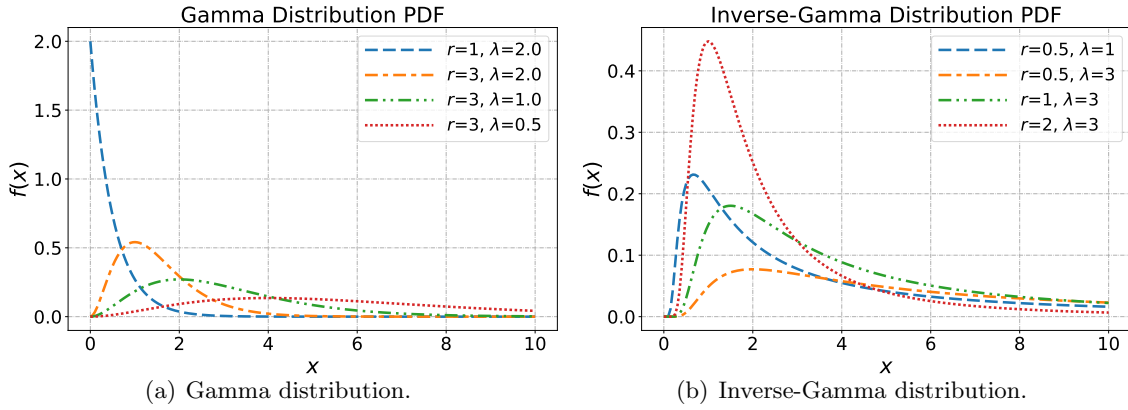 Gamma Distribution PDF
2.0
1.5
1.0
0.5
0.0
f(x)
r=1, λ=2.0
r=3, λ=2.0
r=3, λ=1.0
r=3, λ=0.5
0 2 4 6 8 10
x
(a) Gamma distribution.
Inverse-Gamma Distribution PDF
0.4
0.3
0.2
0.1
0.0
f(x)
r=0.5, λ=1
r=0.5, λ=3
r=1, λ=3
r=2, λ=3
0 2 4 6 8 10
x
(b) Inverse-Gamma distribution.